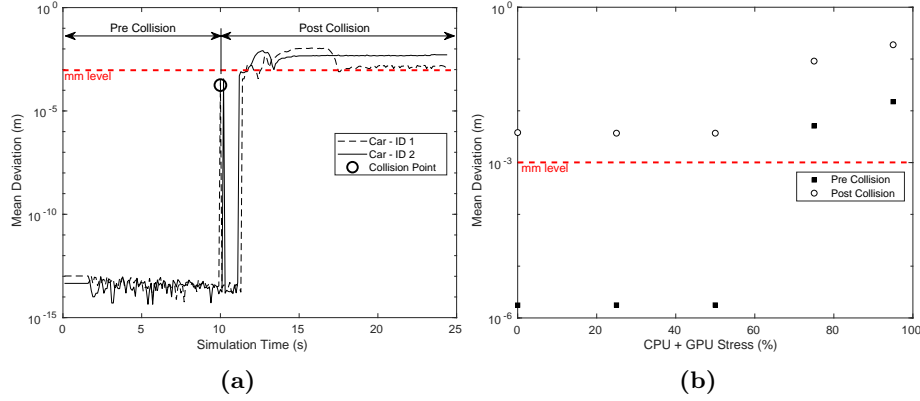 Pre Collision
Post Collision
mm level
Car - ID 1
Car - ID 2
Collision Point
10^0
10^-5
10^-10
10^-15
Mean Deviation (m)
0
5
10
15
20
25
Simulation Time (s)
(a)
mm level
Pre Collision
Post Collision
10^0
10^-3
10^-6
Mean Deviation (m)
0
20
40
60
80
100
CPU + GPU Stress (%)
(b)